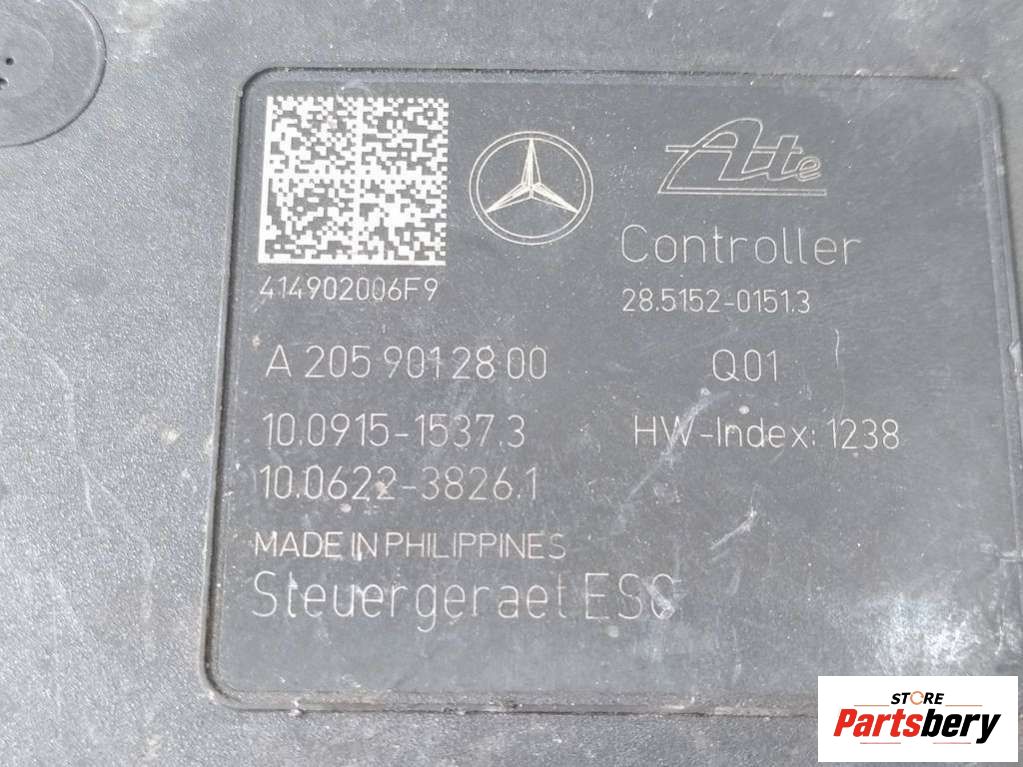 Ate
Controller
414902006F9
28.5152-0151.3
A 205 901 28 00
Q01
10.0915-1537.3
HW-Index: 1238
10.0622-3826.1
MADE IN PHILIPPINES
Steuergeraet ESC
STORE
Partsbery